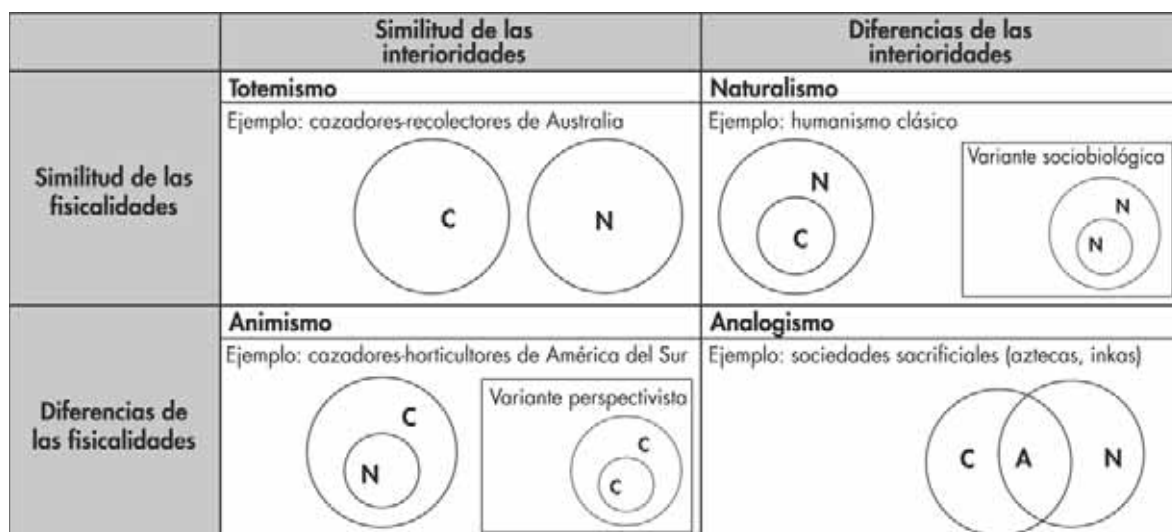 Similitud de las
interioridades
Diferencias de las
interioridades
Similitud de las
fisicalidades
Totemismo
Ejemplo: cazadores-recolectores de Australia
C
N
Naturalismo
Ejemplo: humanismo clásico
N
C
Variante sociobiológica
N
N
Diferencias de
las fisicalidades
Animismo
Ejemplo: cazadores-horticultores de América del Sur
C
N
Variante perspectivista
C
C
Analogismo
Ejemplo: sociedades sacrificiales (aztecas, inkas)
C A N